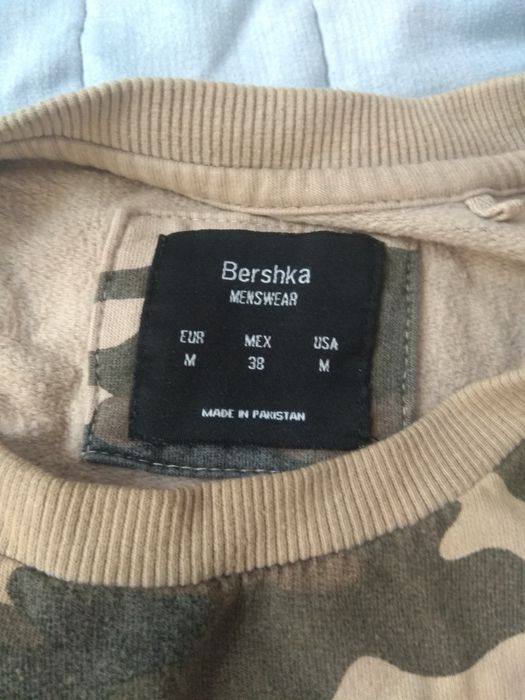 Bershka
MENSWEAR
EUR MEX USA
M 38 M
MADE IN PAKISTAN